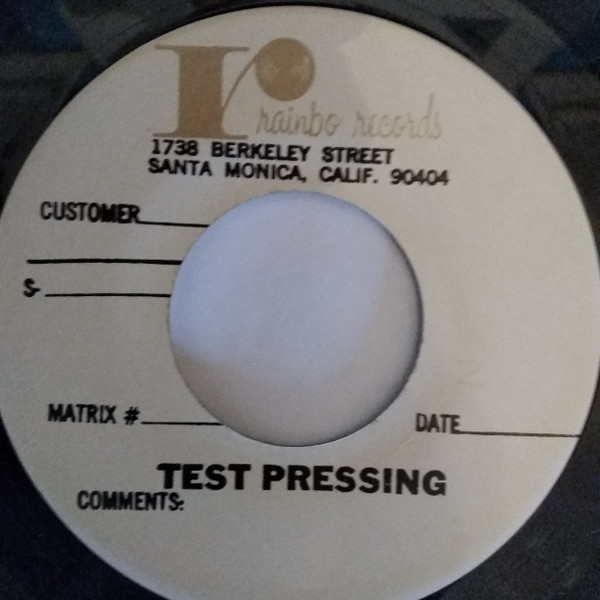 r
rainbo records
1738 BERKELEY STREET
SANTA MONICA, CALIF. 90404
CUSTOMER
S-
MATRIX #
DATE
TEST PRESSING
COMMENTS: